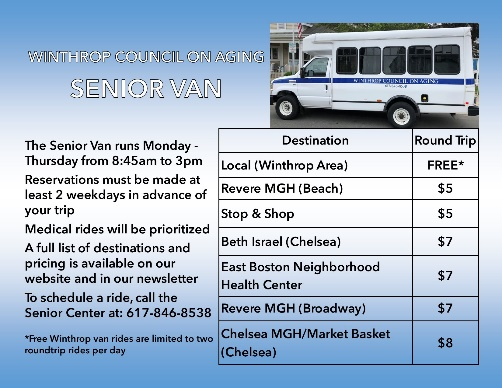 WINTHROP COUNCIL ON AGING
SENIOR VAN
WINTHROP COUNCIL ON AGING
The Senior Van runs Monday -
Thursday from 8:45am to 3pm
Reservations must be made at
least 2 weekdays in advance of
your trip
Medical rides will be prioritized
A full list of destinations and
pricing is available on our
website and in our newsletter
To schedule a ride, call the
Senior Center at: 617-846-8538
*Free Winthrop van rides are limited to two
roundtrip rides per day
Destination Round Trip
Local (Winthrop Area) FREE*
Revere MGH (Beach) $5
Stop & Shop $5
Beth Israel (Chelsea) $7
East Boston Neighborhood
Health Center $7
Revere MGH (Broadway) $7
Chelsea MGH/Market Basket
(Chelsea) $8